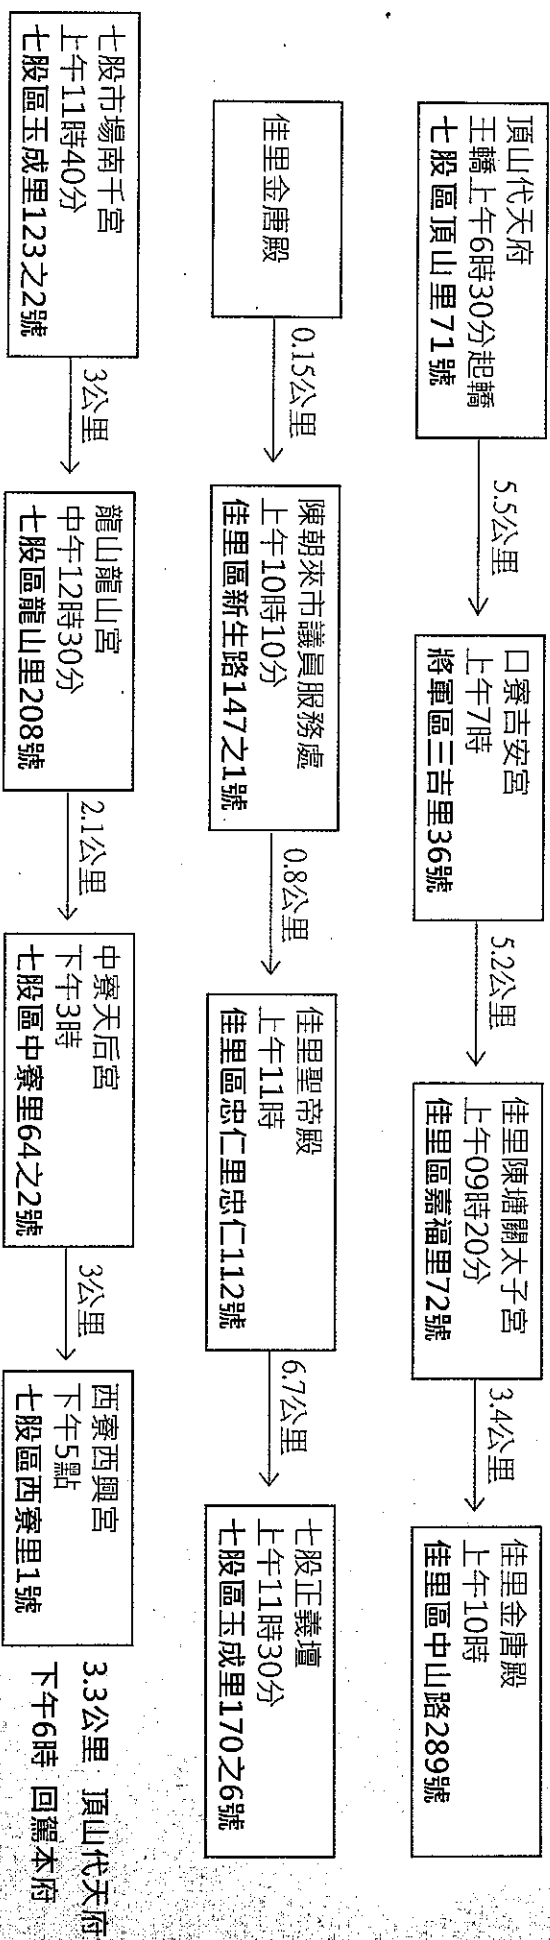 頂山代天府
王轎上午6時30分起轎
七股區頂山里71號
5.5公里
口寮吉安宮
上午7時
將軍區三吉里36號
5.2公里
佳里陳塘關太子宮
上午09時20分
佳里區嘉福里72號
3.4公里
佳里金唐殿
上午10時
佳里區中山路289號
佳里金唐殿
0.15公里
陳朝來市議員服務處
上午10時10分
佳里區新生路147之1號
0.8公里
佳里聖帝殿
上午11時
佳里區忠仁里忠仁112號
6.7公里
七股正義壇
上午11時30分
七股區玉成里170之6號
七股市場南千宮
上午11時40分
七股區玉成里123之2號
3公里
龍山龍山宮
中午12時30分
七股區龍山里208號
2.1公里
中寮天后宮
下午3時
七股區中寮里64之2號
3公里
西寮西興宮
下午5點
七股區西寮里1號
3.3公里 頂山代天府
下午6時 回駕本府